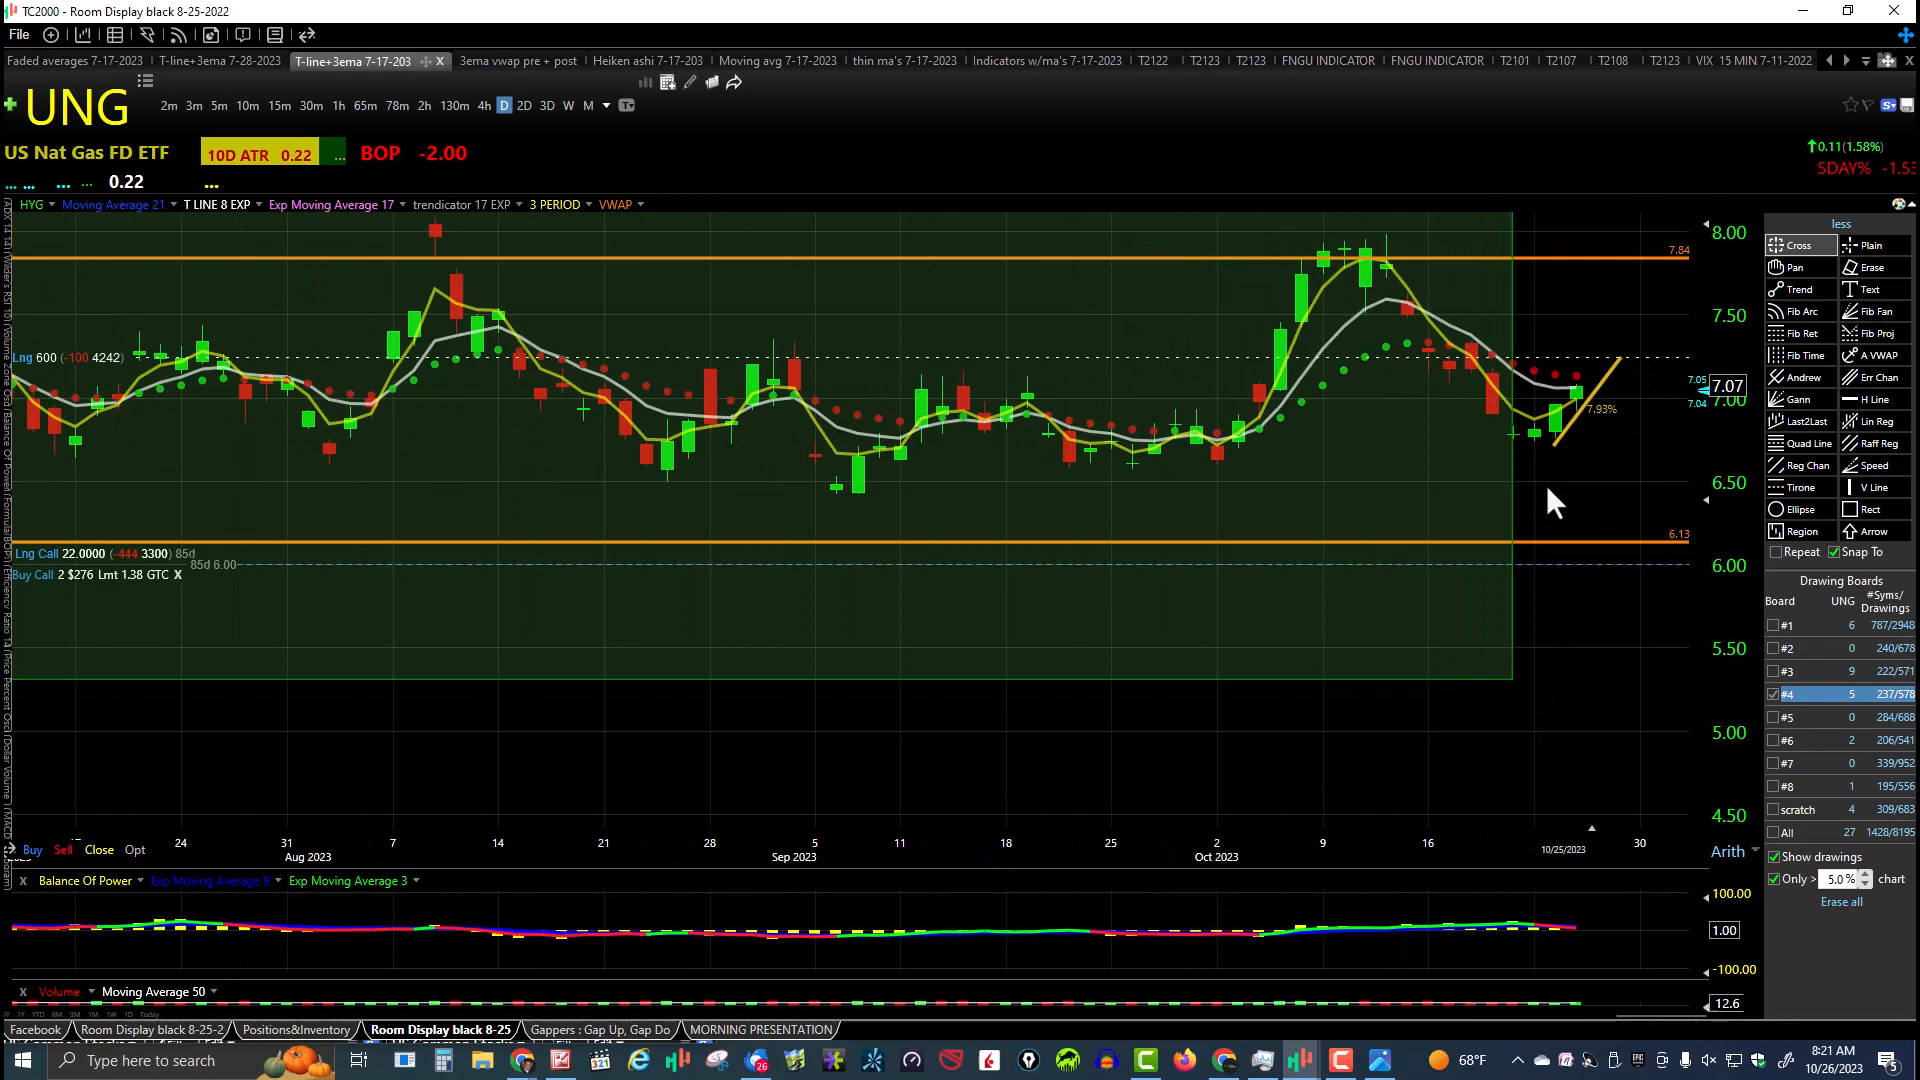 TC2000 - Room Display black 8-25-2022
File
Faded averages 7-17-2023 T-line+3ema 7-28-2023 T-line+3ema 7-17-203 X 3ema vwap pre + post Heiken ashi 7-17-203 Moving avg 7-17-2023 thin ma's 7-17-203 Indicators w/ma's 7-17-2023 T2122 T2123 T2123 FNGU INDICATOR FNGU INDICATOR T2101 T2107 T2108 T2123 VIX 15 MIN 7-11-2022 X
UNG 2m 3m 5m 10m 15m 30m 1h 65m 78m 2h 130m 4h D 2D 3D W M
US Nat Gas FD ETF 10D ATR 0.22 ... BOP -2.00
0.11(1.58%)
5DAY% -1.53
... ... ... ... 0.22 ...
HYG Moving Average 21 T LINE 8 EXP Exp Moving Average 17 trendicator 17 EXP 3 PERIOD VWAP
8.00
7.84
7.50
Lng 600 (-100 4242)
7.05
7.07
7.04
7.00
7.93%
6.50
6.13
Lng Call 22.0000 (-444 3300) 85d
85d 6.00
6.00
Buy Call 2 $276 Lmt 1.38 GTC X
5.50
5.00
4.50
24 31 7 14 21 28 5 11 18 25 2 9 16 10/25/2023 30
Buy Sell Close Opt
Aug 2023 Sep 2023 Oct 2023
Arith
X Balance Of Power Exp Moving Average 9 Exp Moving Average 3
100.00
1.00
-100.00
X Volume Moving Average 50
12.6
5Y 1Y YTD 6M 3M 1M 1W 1D Today
less
Cross Plain
Pan Erase
Trend Text
Fib Arc Fib Fan
Fib Ret Fib Proj
Fib Time A VWAP
Andrew Err Chan
Gann H Line
Last2Last Lin Reg
Quad Line Raff Reg
Reg Chan Speed
Tirone V Line
Ellipse Rect
Region Arrow
Repeat Snap To
Drawing Boards
Board UNG #Syms/
Drawings
#1 6 787/2948
#2 0 240/678
#3 9 222/571
#4 5 237/578
#5 0 284/688
#6 2 206/541
#7 0 339/952
#8 1 195/556
scratch 4 309/683
All 27 1428/8195
Show drawings
Only > 5.0 % chart
Erase all
Facebook Room Display black 8-25-2 Positions&Inventory Room Display black 8-25 Gappers : Gap Up, Gap Do MORNING PRESENTATION
Type here to search
26
68°F
8:21 AM
10/26/2023
5